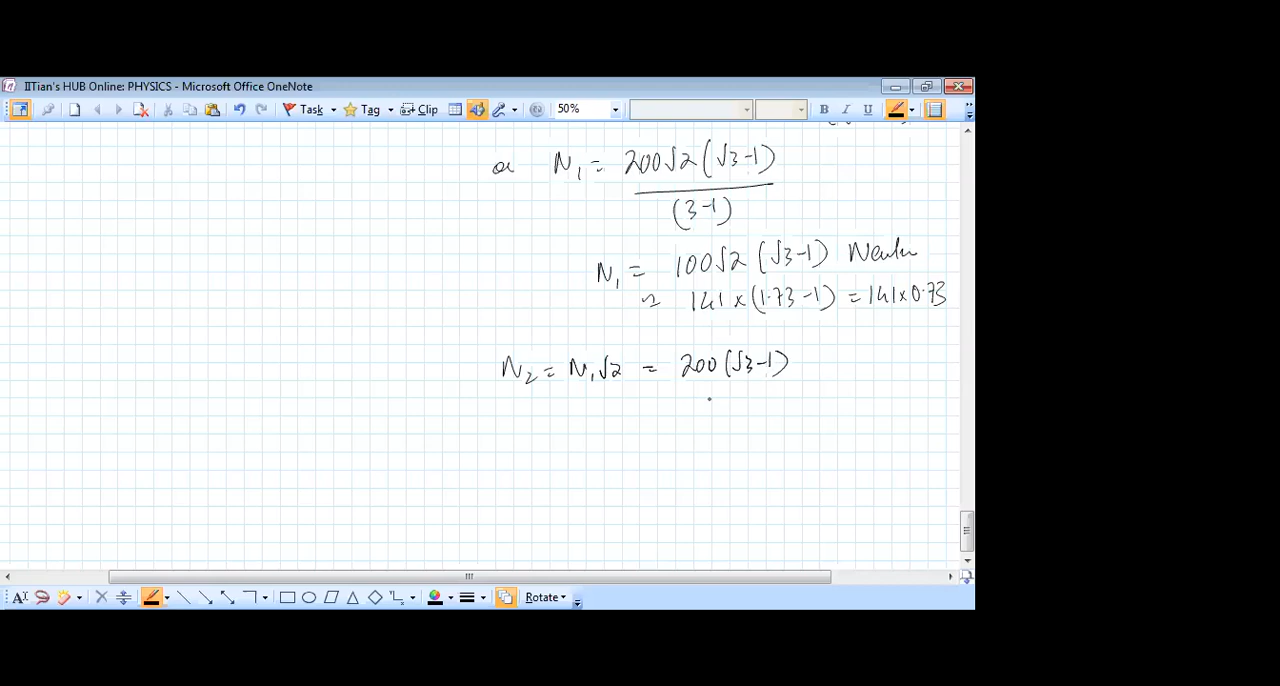 IITian's HUB Online: PHYSICS - Microsoft Office OneNote
Task Tag Clip 50% B I U
or N₁ = 200√2 (√3-1)
(3-1)
N₁ = 100√2 (√3-1) Newton
≈ 141 × (1.73-1) = 141×0.73
N₂ = N₁√2 = 200(√3-1)
A Rotate